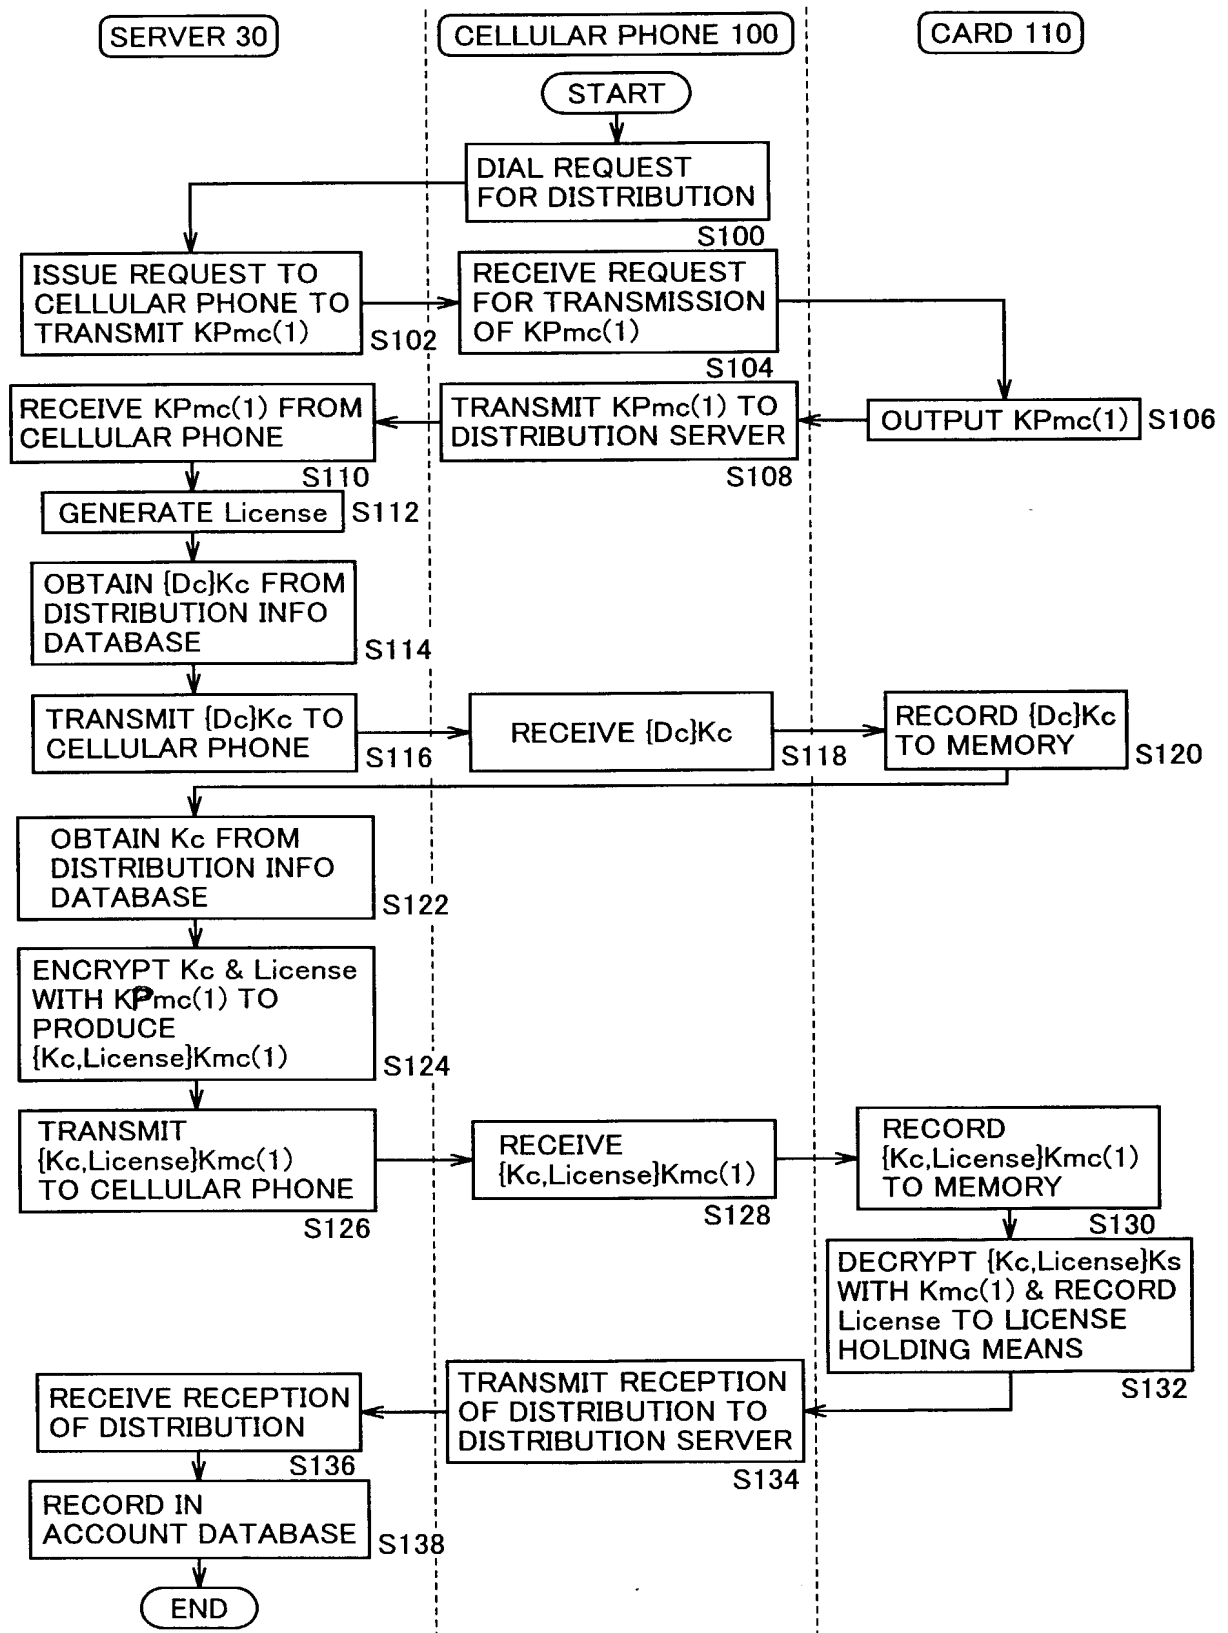 SERVER 30
CELLULAR PHONE 100
CARD 110
START
DIAL REQUEST
FOR DISTRIBUTION
S100
ISSUE REQUEST TO
CELLULAR PHONE TO
TRANSMIT KPmc(1)
S102
RECEIVE REQUEST
FOR TRANSMISSION
OF KPmc(1)
S104
OUTPUT KPmc(1)
S106
TRANSMIT KPmc(1) TO
DISTRIBUTION SERVER
S108
RECEIVE KPmc(1) FROM
CELLULAR PHONE
S110
GENERATE License
S112
OBTAIN {Dc}Kc FROM
DISTRIBUTION INFO
DATABASE
S114
TRANSMIT {Dc}Kc TO
CELLULAR PHONE
S116
RECEIVE {Dc}Kc
S118
RECORD {Dc}Kc
TO MEMORY
S120
OBTAIN Kc FROM
DISTRIBUTION INFO
DATABASE
S122
ENCRYPT Kc & License
WITH KPmc(1) TO
PRODUCE
{Kc,License}Kmc(1)
S124
TRANSMIT
{Kc,License}Kmc(1)
TO CELLULAR PHONE
S126
RECEIVE
{Kc,License}Kmc(1)
S128
RECORD
{Kc,License}Kmc(1)
TO MEMORY
S130
DECRYPT {Kc,License}Ks
WITH Kmc(1) & RECORD
License TO LICENSE
HOLDING MEANS
S132
TRANSMIT RECEPTION
OF DISTRIBUTION TO
DISTRIBUTION SERVER
S134
RECEIVE RECEPTION
OF DISTRIBUTION
S136
RECORD IN
ACCOUNT DATABASE
S138
END